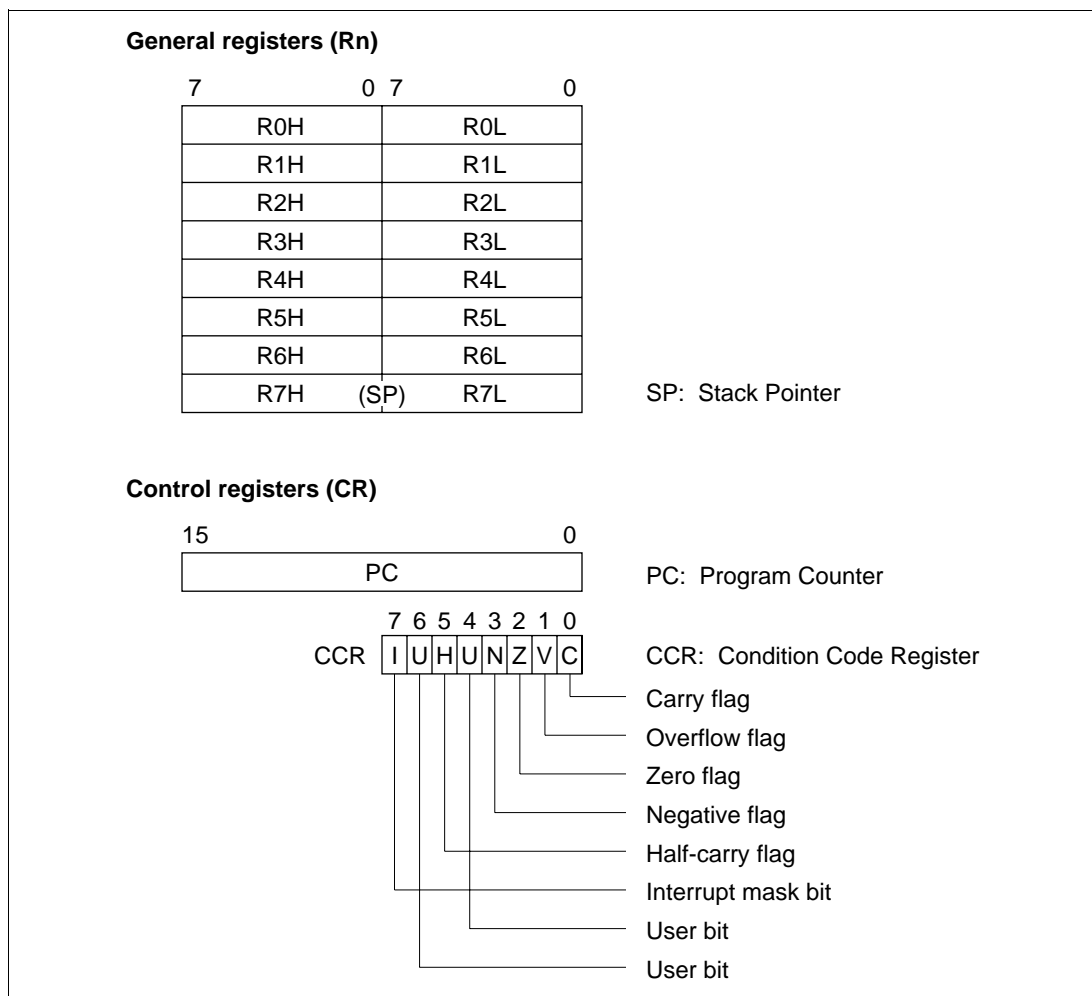 General registers (Rn)
7 0 7 0
R0H R0L
R1H R1L
R2H R2L
R3H R3L
R4H R4L
R5H R5L
R6H R6L
R7H (SP) R7L SP: Stack Pointer
Control registers (CR)
15 0
PC PC: Program Counter
7 6 5 4 3 2 1 0
CCR I U H U N Z V C CCR: Condition Code Register
Carry flag
Overflow flag
Zero flag
Negative flag
Half-carry flag
Interrupt mask bit
User bit
User bit